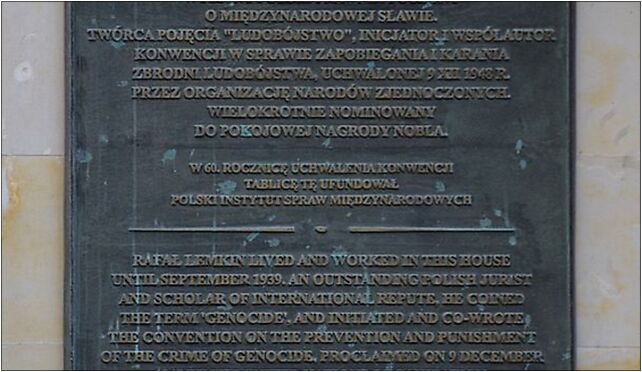 O MIĘDZYNARODOWEJ SŁAWIE.
TWÓRCA POJĘCIA "LUDOBÓJSTWO", INICJATOR I WSPÓŁAUTOR
KONWENCJI W SPRAWIE ZAPOBIEGANIA I KARANIA
ZBRODNI LUDOBÓJSTWA, UCHWALONEJ 9 XII 1948 R.
PRZEZ ORGANIZACJĘ NARODÓW ZJEDNOCZONYCH.
WIELOKROTNIE NOMINOWANY
DO POKOJOWEJ NAGRODY NOBLA.
W 60. ROCZNICĘ UCHWALENIA KONWENCJI
TABLICĘ TĘ UFUNDOWAŁ
POLSKI INSTYTUT SPRAW MIĘDZYNARODOWYCH
RAFAŁ LEMKIN LIVED AND WORKED IN THIS HOUSE
UNTIL SEPTEMBER 1939. AN OUTSTANDING POLISH JURIST
AND SCHOLAR OF INTERNATIONAL REPUTE, HE COINED
THE TERM 'GENOCIDE', AND INITIATED AND CO-WROTE
THE CONVENTION ON THE PREVENTION AND PUNISHMENT
OF THE CRIME OF GENOCIDE, PROCLAIMED ON 9 DECEMBER